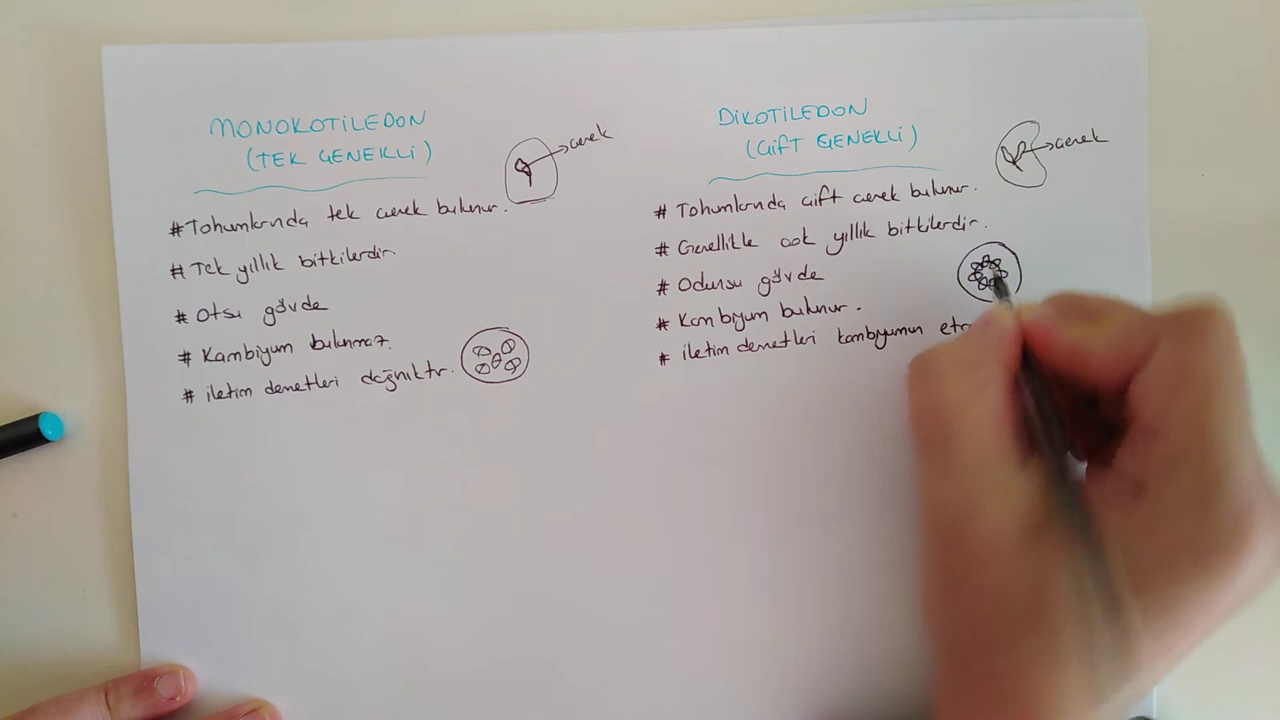 MONOKOTİLEDON
(TEK ÇENEKLİ)
çenek
#Tohumlarında tek çenek bulunur.
# Tek yıllık bitkilerdir.
# Otsu gövde
# Kambiyum bulunmaz.
# iletim demetleri dağınıktır.
DİKOTİLEDON
(ÇİFT ÇENEKLİ)
çenek
# Tohumlarında çift çenek bulunur.
# Genellikle çok yıllık bitkilerdir.
# Odunsu gövde
# Kambiyum bulunur.
# iletim demetleri kambiyumun